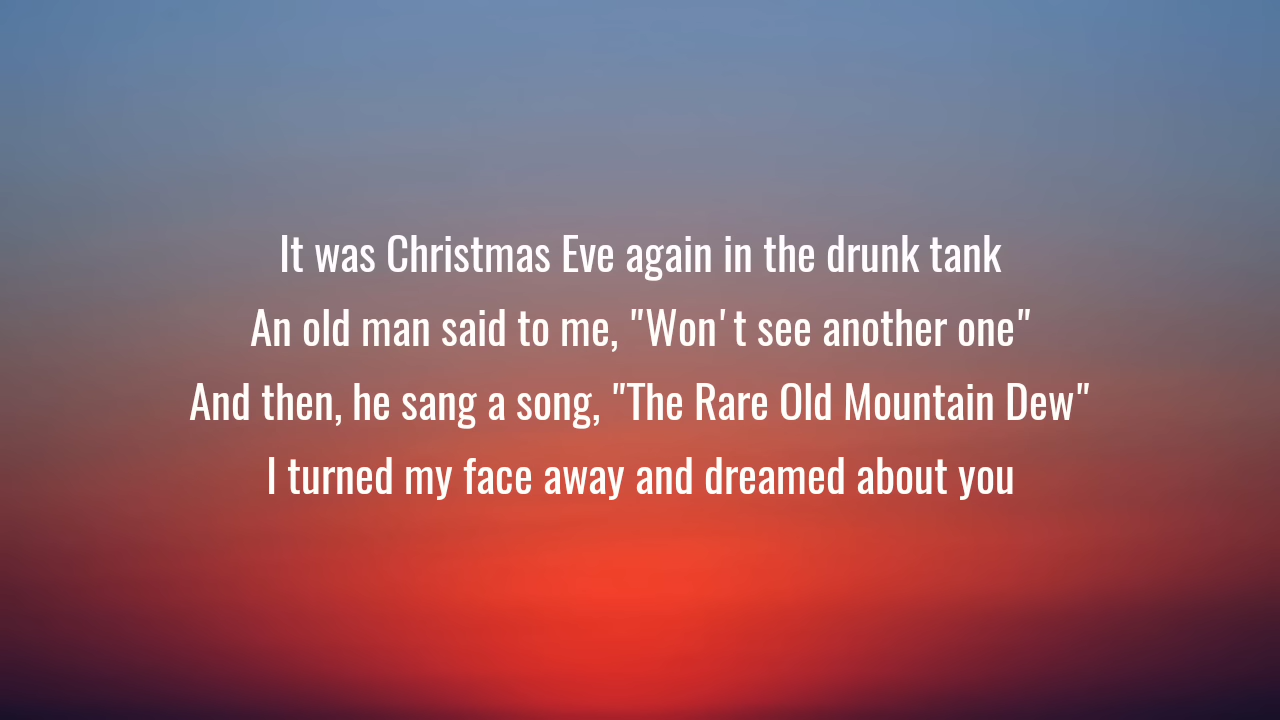 It was Christmas Eve again in the drunk tank
An old man said to me, "Won't see another one"
And then, he sang a song, "The Rare Old Mountain Dew"
I turned my face away and dreamed about you